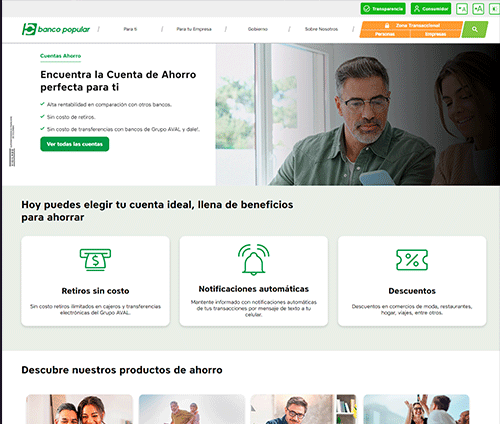 Transparencia
Consumidor
A
A
banco popular
Para ti
Para tu Empresa
Gobierno
Sobre Nosotros
Zona Transaccional
Personas
Empresas
Cuentas Ahorro
Encuentra la Cuenta de Ahorro
perfecta para ti
Alta rentabilidad en comparación con otros bancos.
Sin costo de retiros.
Sin costo de transferencias con bancos de Grupo AVAL y dale!.
Ver todas las cuentas
Hoy puedes elegir tu cuenta ideal, llena de beneficios
para ahorrar
Retiros sin costo
Sin costo retiros ilimitados en cajeros y transferencias
electrónicas del Grupo AVAL.
Notificaciones automáticas
Mantente informado con notificaciones automáticas
de tus transacciones por mensaje de texto a tu
celular.
Descuentos
Descuentos en comercios de moda, restaurantes,
hogar, viajes, entre otros.
Descubre nuestros productos de ahorro